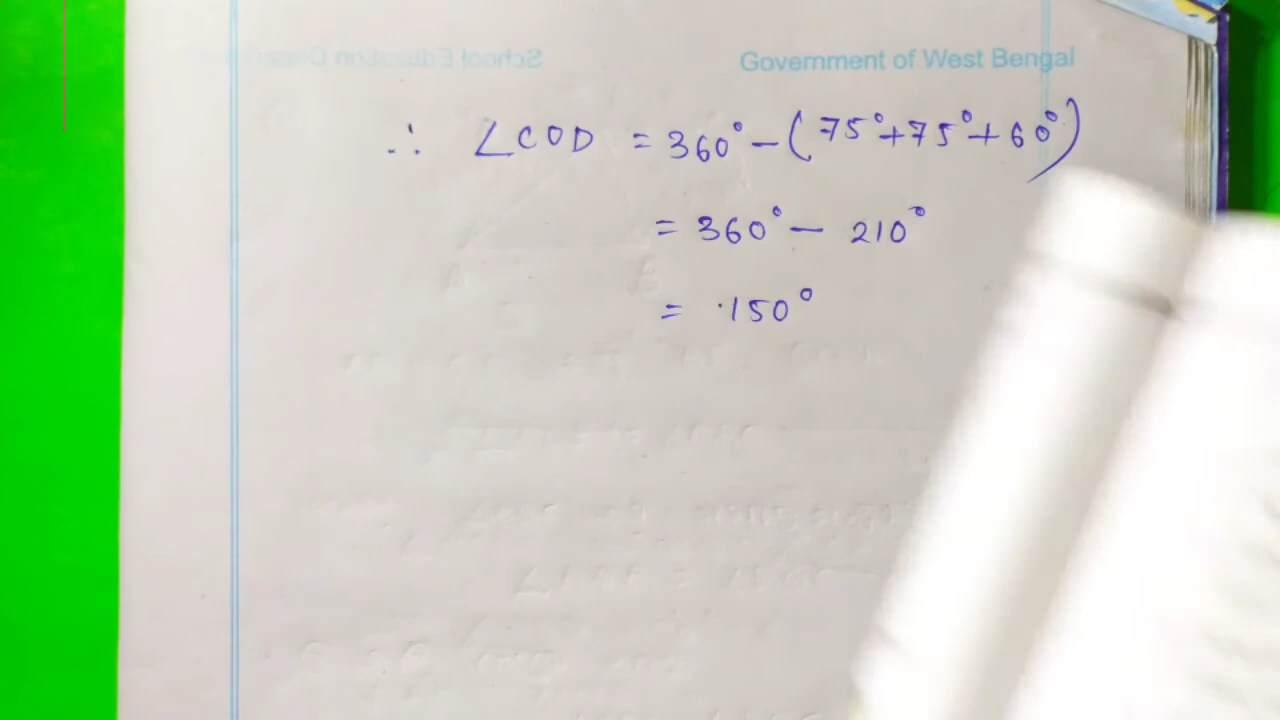 Government of West Bengal
∴ ∠COD = 360° - (75° + 75° + 60°)
= 360° - 210°
= 150°